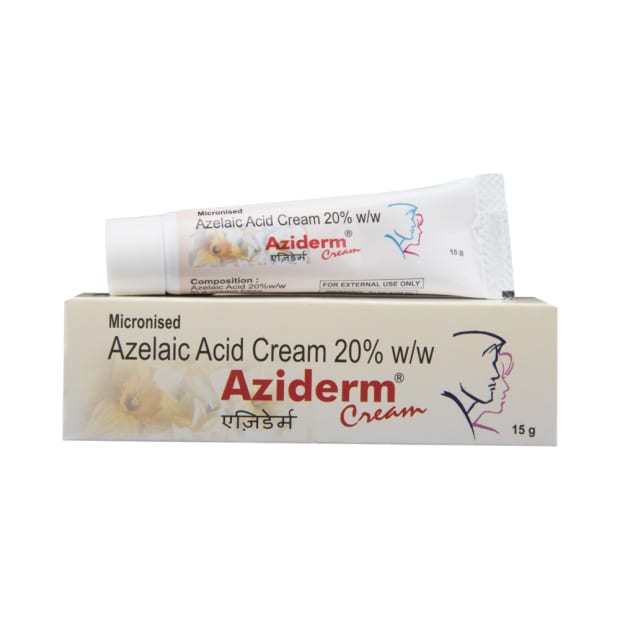 Micronised
Azelaic Acid Cream 20% w/w
Aziderm®
एज़िडेर्म Cream
15 g
Composition :
Azelaic Acid 20%w/w
FOR EXTERNAL USE ONLY
Micronised
Azelaic Acid Cream 20% w/w
Aziderm®
एज़िडेर्म Cream
15 g